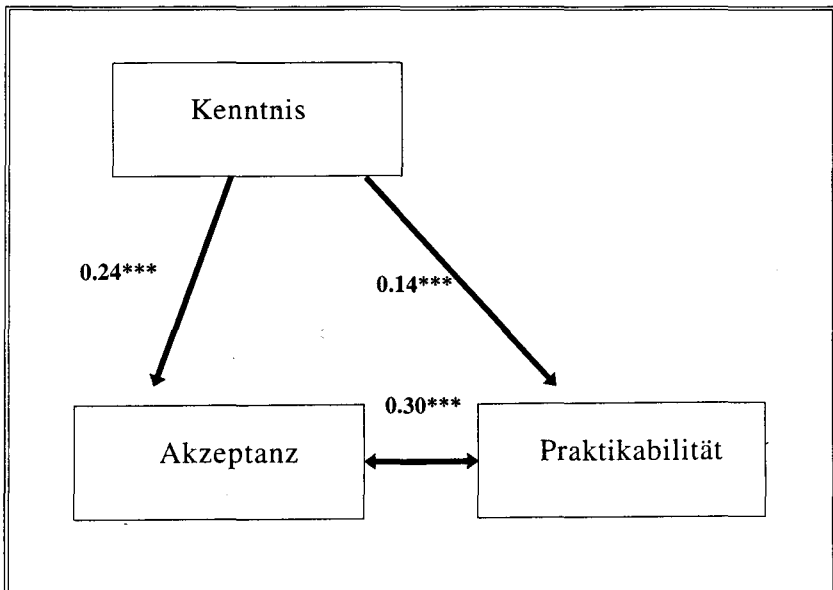 Kenntnis
0.24***
0.14***
0.30***
Akzeptanz
Praktikabilität